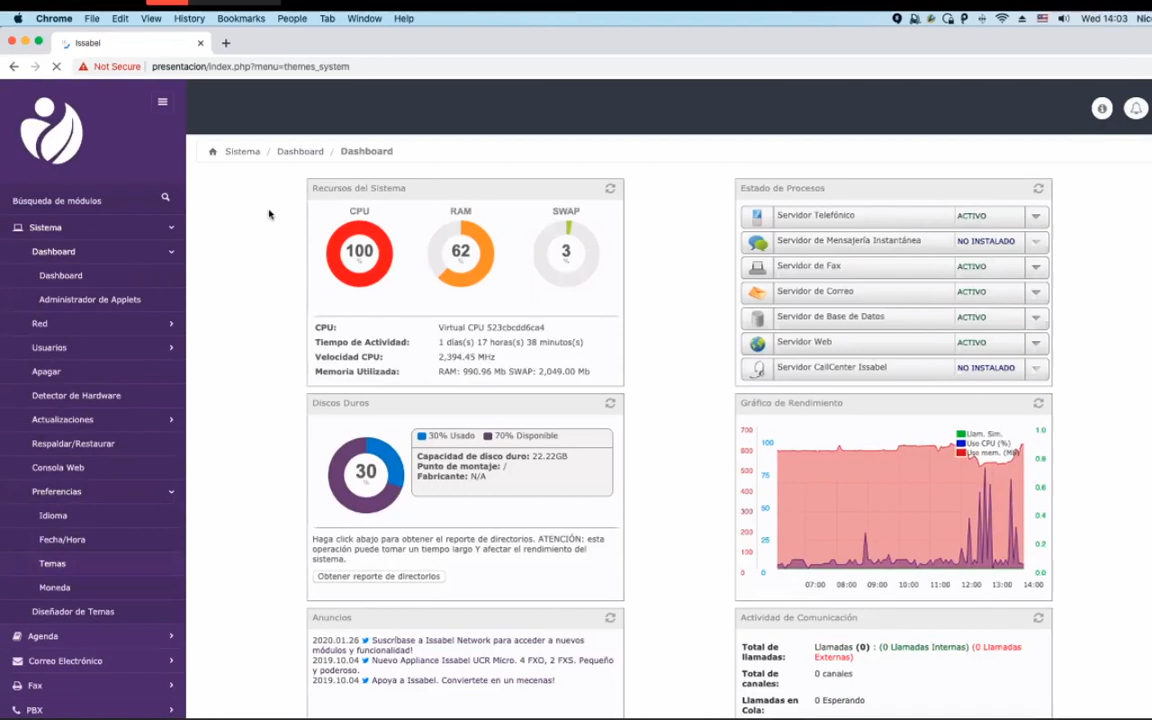 Chrome File Edit View History Bookmarks People Tab Window Help
Wed 14:03
Issabel
Not Secure presentacion/index.php?menu=themes_system
Búsqueda de módulos
Sistema
Dashboard
Dashboard
Administrador de Applets
Red
Usuarios
Apagar
Detector de Hardware
Actualizaciones
Respaldar/Restaurar
Consola Web
Preferencias
Idioma
Fecha/Hora
Temas
Moneda
Diseñador de Temas
Agenda
Correo Electrónico
Fax
PBX
Sistema / Dashboard / Dashboard
Recursos del Sistema
CPU RAM SWAP
100 % 62 % 3 %
CPU: Virtual CPU 523cbcdd6ca4
Tiempo de Actividad: 1 días(s) 17 horas(s) 38 minutos(s)
Velocidad CPU: 2,394.45 MHz
Memoria Utilizada: RAM: 990.96 Mb SWAP: 2,049.00 Mb
Discos Duros
30% Usado 70% Disponible
30 %
Capacidad de disco duro: 22.22GB
Punto de montaje: /
Fabricante: N/A
Haga click abajo para obtener el reporte de directorios. ATENCIÓN: esta
operación puede tomar un tiempo largo Y afectar el rendimiento del
sistema.
Obtener reporte de directorios
Anuncios
2020.01.26 Suscríbase a Issabel Network para acceder a nuevos
módulos y funcionalidad!
2019.10.04 Nuevo Appliance Issabel UCR Micro. 4 FXO, 2 FXS. Pequeño
y poderoso.
2019.10.04 Apoya a Issabel. Conviertete en un mecenas!
Estado de Procesos
Servidor Telefónico ACTIVO
Servidor de Mensajería Instantánea NO INSTALADO
Servidor de Fax ACTIVO
Servidor de Correo ACTIVO
Servidor de Base de Datos ACTIVO
Servidor Web ACTIVO
Servidor CallCenter Issabel NO INSTALADO
Gráfico de Rendimiento
Llam. Sim.
Uso CPU (%)
Uso mem. (MB)
700 600 500 400 300 200 100 0
100 75 50 25 0
1.0 0.8 0.6 0.4 0.2 0.0
07:00 08:00 09:00 10:00 11:00 12:00 13:00 14:00
Actividad de Comunicación
Total de llamadas: Llamadas (0) : (0 Llamadas Internas) (0 Llamadas Externas)
Total de canales: 0 canales
Llamadas en Cola: 0 Esperando